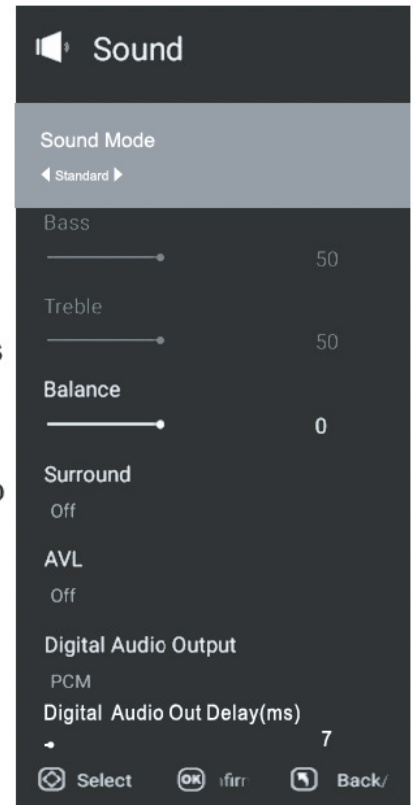 Sound
Sound Mode
Standard
Bass
50
Treble
50
Balance
0
Surround
Off
AVL
Off
Digital Audio Output
PCM
Digital Audio Out Delay(ms)
7
Select OK Back/